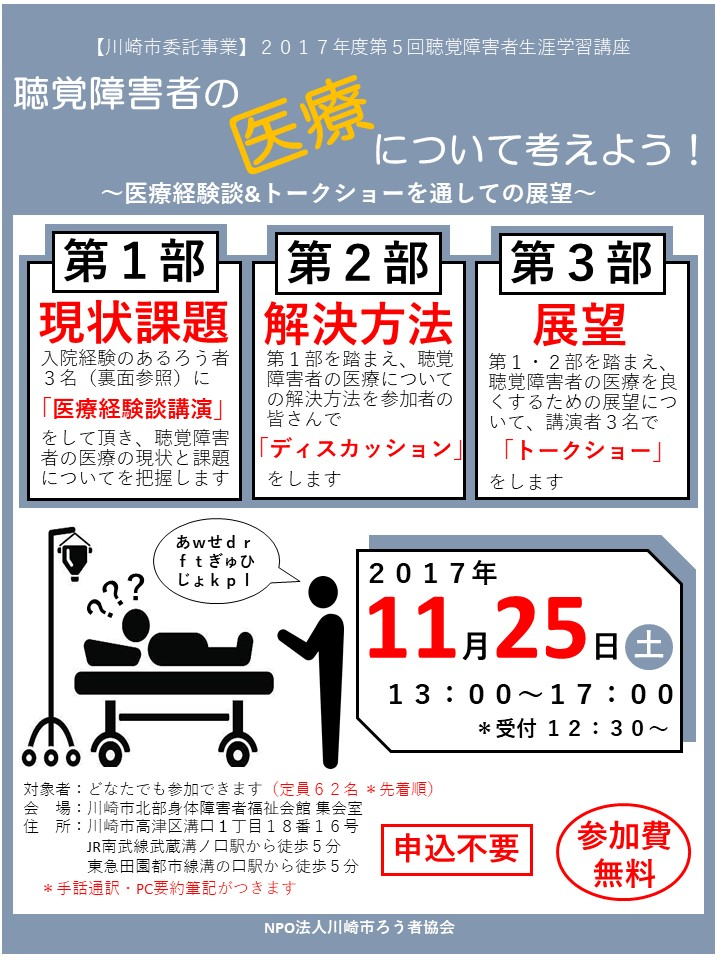 【川崎市委託事業】２０１７年度第５回聴覚障害者生涯学習講座
聴覚障害者の
医療
について考えよう！
～医療経験談&トークショーを通しての展望～
第１部
現状課題
入院経験のあるろう者
３名（裏面参照）に
「医療経験談講演」
をして頂き、聴覚障害
者の医療の現状と課題
についてを把握します
第２部
解決方法
第１部を踏まえ、聴覚
障害者の医療について
の解決方法を参加者の
皆さんで
「ディスカッション」
をします
第３部
展望
第１・２部を踏まえ、
聴覚障害者の医療を良
くするための展望につ
いて、講演者３名で
「トークショー」
をします
あｗせｄｒ
ｆｔぎゅひ
じょｋｐｌ
???
２０１７年
11月25日 土
１３：００～１７：００
＊受付 １２：３０～
対象者：どなたでも参加できます（定員６２名 ＊先着順）
会　場：川崎市北部身体障害者福祉会館 集会室
住　所：川崎市高津区溝口１丁目１８番１６号
JR南武線武蔵溝ノ口駅から徒歩５分
東急田園都市線溝の口駅から徒歩５分
＊手話通訳・PC要約筆記がつきます
申込不要
参加費
無料
NPO法人川崎市ろう者協会